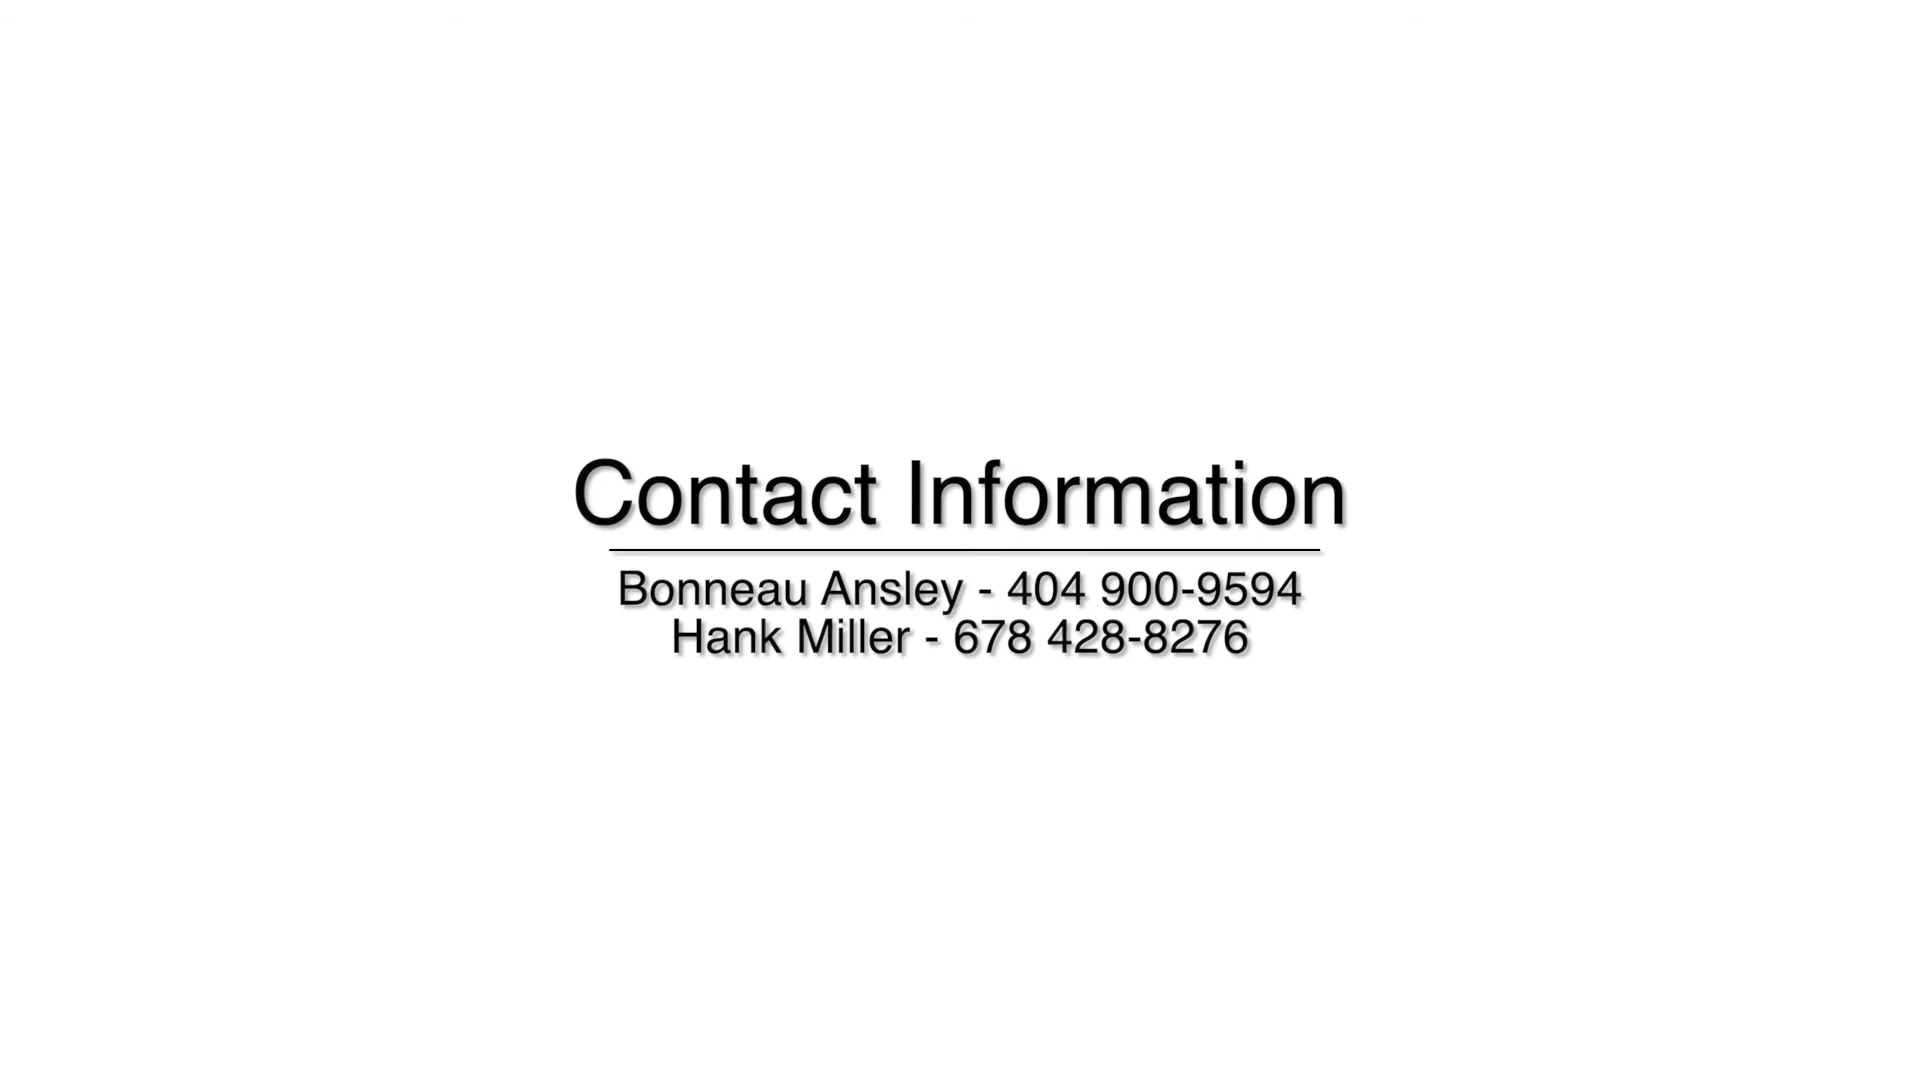 Contact Information
Bonneau Ansley - 404 900-9594
Hank Miller - 678 428-8276